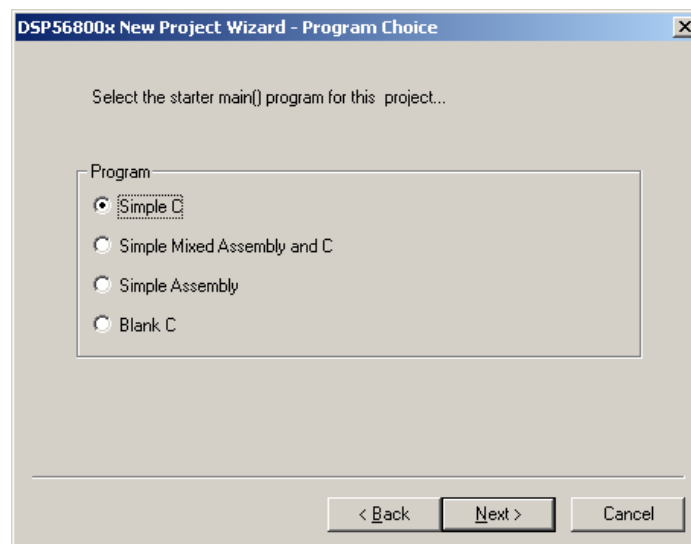 DSP56800x New Project Wizard - Program Choice
Select the starter main() program for this project...
Program
Simple C
Simple Mixed Assembly and C
Simple Assembly
Blank C
< Back Next > Cancel